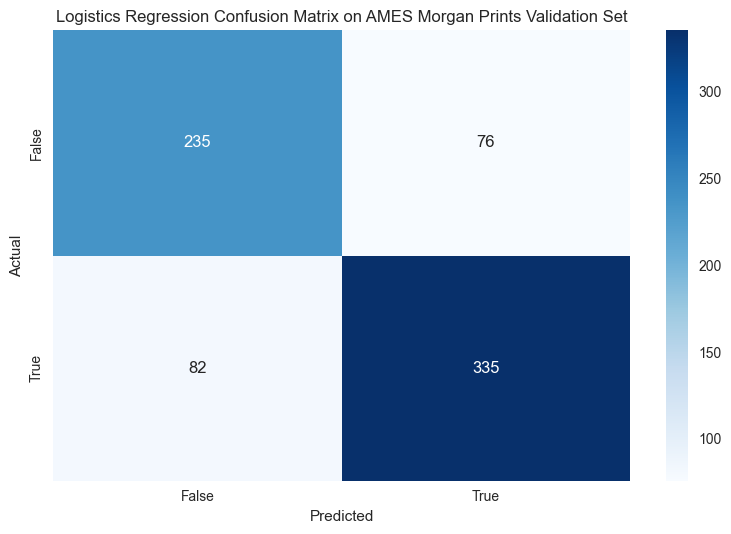 Logistics Regression Confusion Matrix on AMES Morgan Prints Validation Set
False
235
76
300
250
Actual
200
True
82
335
150
100
False
True
Predicted